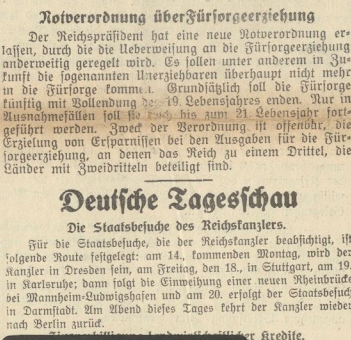 Notverordnung über Fürsorgeerziehung
Der Reichspräsident hat eine neue Notverordnung er-
lassen, durch die die Ueberweisung an die Fürsorgeerziehung
anderweitig geregelt wird. Es sollen unter anderem in Zu-
kunft die sogenannten Unerziehbaren überhaupt nicht mehr
in die Fürsorge kommen. Grundsätzlich soll die Fürsorge
künftig mit Vollendung des 19. Lebensjahres enden. Nur in
Ausnahmefällen soll sie auch bis zum 21 Lebensjahr fort-
geführt werden. Zweck der Verordnung ist offenbar, die
Erzielung von Ersparnissen bei den Ausgaben für die Für-
sorgeerziehung, an denen das Reich zu einem Drittel, die
Länder mit Zweidritteln beteiligt sind.
Deutsche Tagesschau
Die Staatsbesuche des Reichskanzlers.
Für die Staatsbesuche, die der Reichskanzler beabsichtigt, ist
folgende Route festgelegt: am 14., kommenden Montag, wird der
Kanzler in Dresden sein, am Freitag, den 18., in Stuttgart, am 19.
in Karlsruhe; dann folgt die Einweihung einer neuen Rheinbrücke
bei Mannheim-Ludwigshafen und am 20. erfolgt der Staatsbesuch
in Darmstadt. Am Abend dieses Tages kehrt der Kanzler wieder
nach Berlin zurück.
landwirtschaftlicher Kredite.